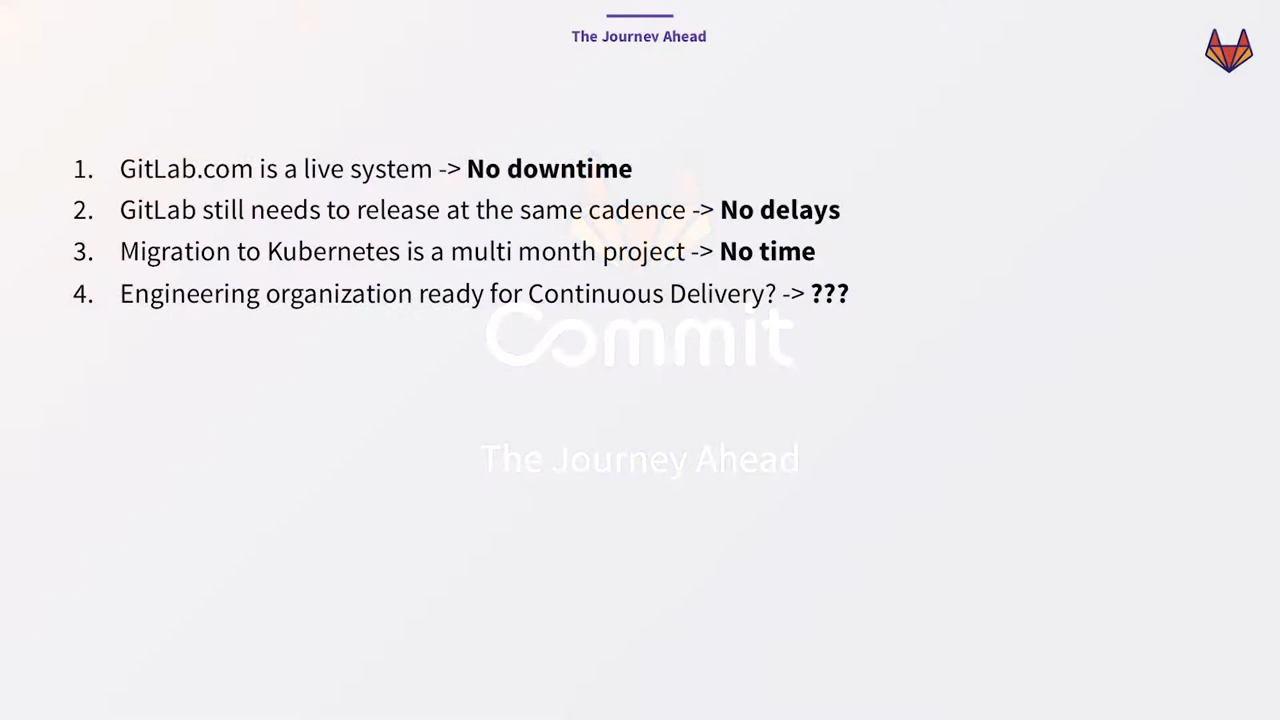 The Journey Ahead
1. GitLab.com is a live system -> No downtime
2. GitLab still needs to release at the same cadence -> No delays
3. Migration to Kubernetes is a multi month project -> No time
4. Engineering organization ready for Continuous Delivery? -> ???
Commit
The Journey Ahead